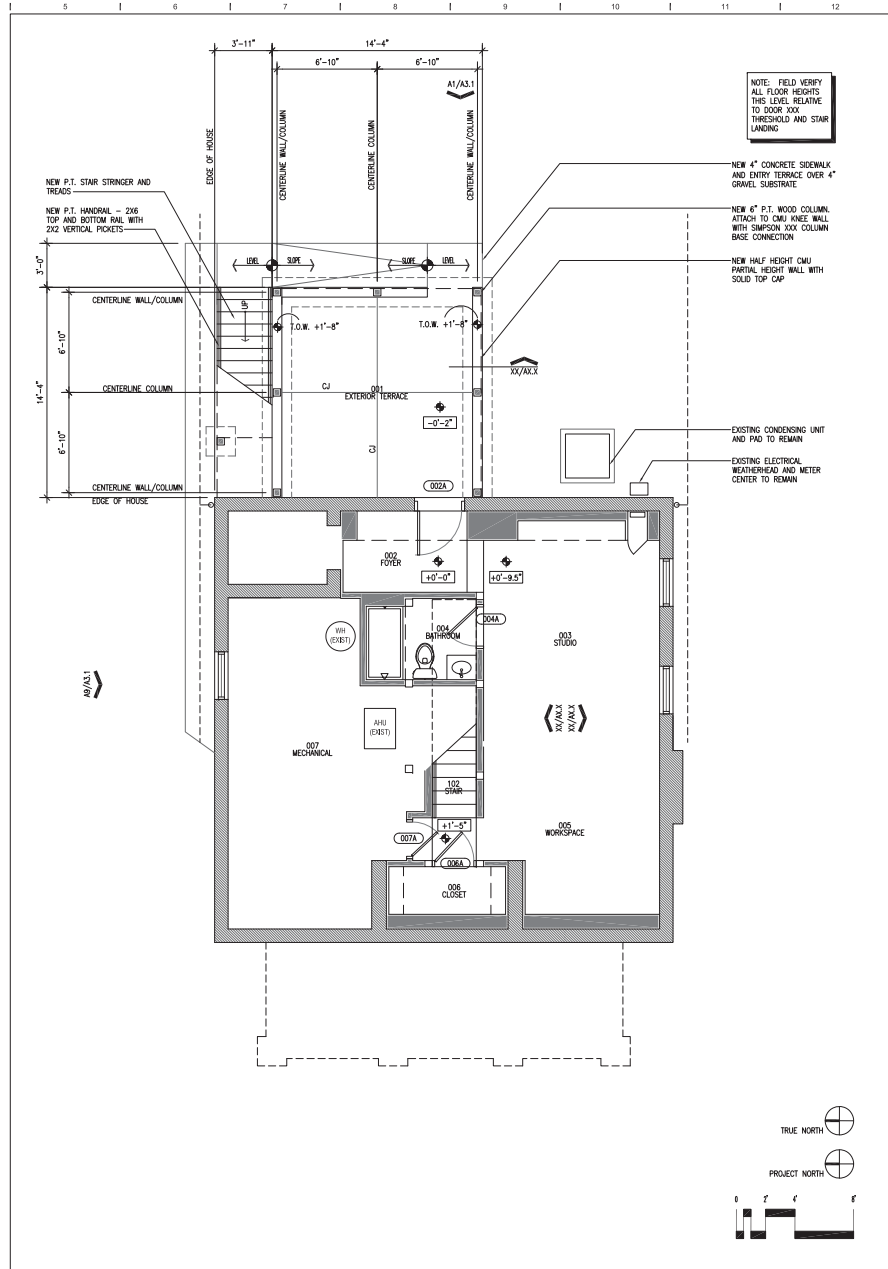 5 6 7 8 9 10 11 12
3'-11" 14'-4"
6'-10" 6'-10"
A1/A3.1
NOTE: FIELD VERIFY
ALL FLOOR HEIGHTS
THIS LEVEL RELATIVE
TO DOOR XXX
THRESHOLD AND STAIR
LANDING
EDGE OF HOUSE
CENTERLINE WALL/COLUMN
CENTERLINE COLUMN
CENTERLINE WALL/COLUMN
NEW P.T. STAIR STRINGER AND
TREADS
NEW P.T. HANDRAIL – 2X6
TOP AND BOTTOM RAIL WITH
2X2 VERTICAL PICKETS
NEW 4" CONCRETE SIDEWALK
AND ENTRY TERRACE OVER 4"
GRAVEL SUBSTRATE
NEW 6" P.T. WOOD COLUMN.
ATTACH TO CMU KNEE WALL
WITH SIMPSON XXX COLUMN
BASE CONNECTION
NEW HALF HEIGHT CMU
PARTIAL HEIGHT WALL WITH
SOLID TOP CAP
3'-0"
LEVEL SLOPE SLOPE LEVEL
CENTERLINE WALL/COLUMN
UP
T.O.W. +1'-8" T.O.W. +1'-8"
6'-10"
14'-4"
XX/AX.X
CENTERLINE COLUMN
CJ
001
EXTERIOR TERRACE
-0'-2"
6'-10"
CJ
EXISTING CONDENSING UNIT
AND PAD TO REMAIN
EXISTING ELECTRICAL
WEATHERHEAD AND METER
CENTER TO REMAIN
CENTERLINE WALL/COLUMN
EDGE OF HOUSE
002A
002
FOYER
+0'-0" +0'-9.5"
WH
(EXIST)
004
BATHROOM
004A
003
STUDIO
A9/A3.1
AHU
(EXIST)
XX/AX.X
XX/AX.X
007
MECHANICAL
102
STAIR
+1'-5"
007A
006A
005
WORKSPACE
006
CLOSET
TRUE NORTH
PROJECT NORTH
0 2' 4' 8'